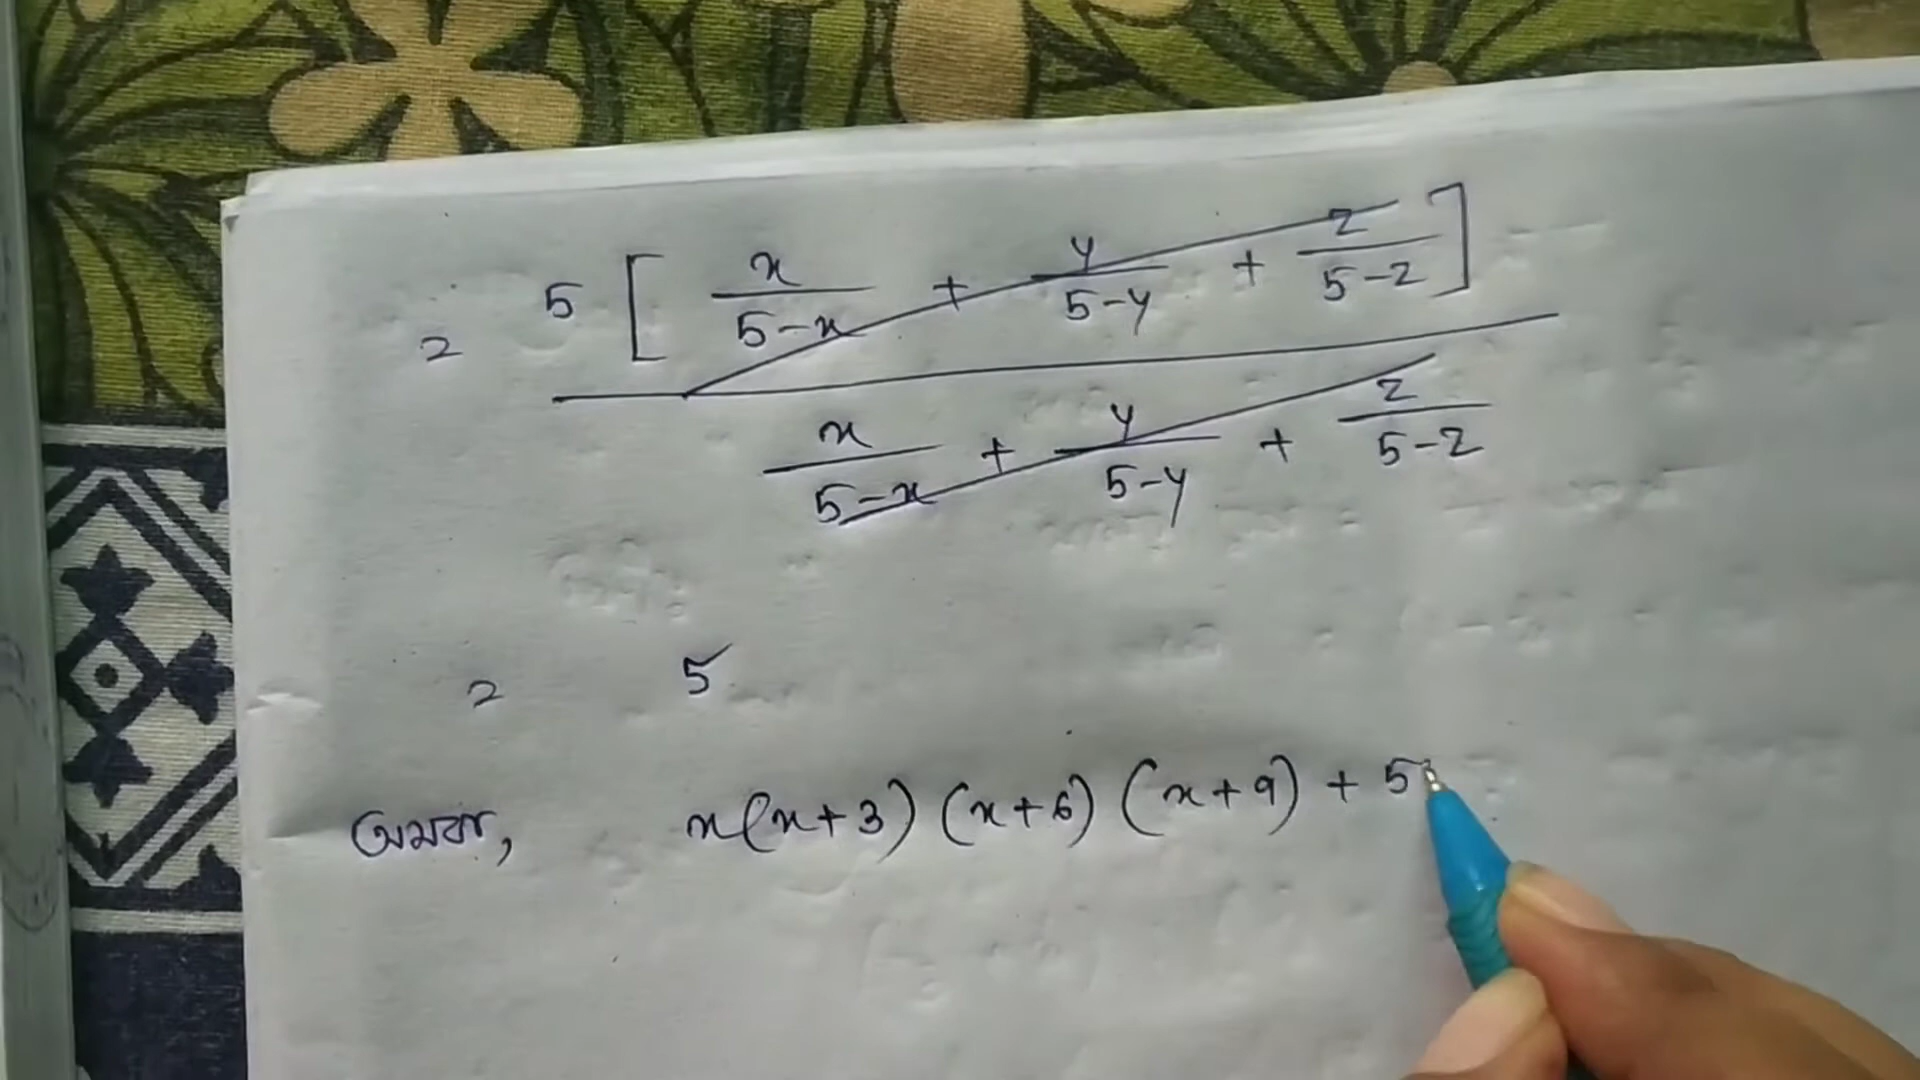 = 5 [ x/(5-x) + y/(5-y) + z/(5-z) ] / x/(5-x) + y/(5-y) + z/(5-z)
= 5
অথবা, x(x+3) (x+6) (x+9) + 5